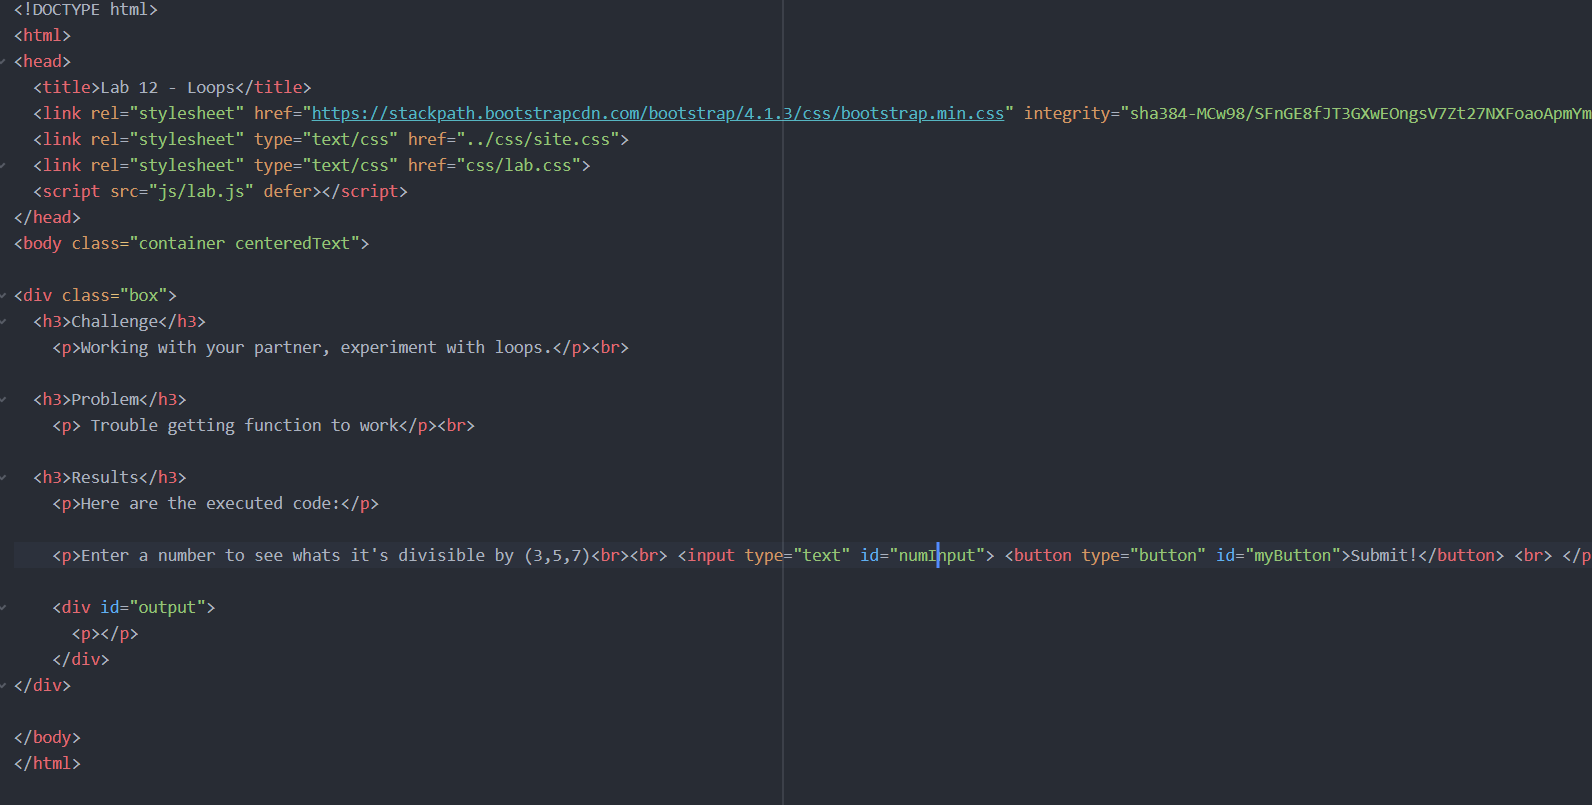 <!DOCTYPE html>
<html>
<head>
<title>Lab 12 - Loops</title>
<link rel="stylesheet" href="https://stackpath.bootstrapcdn.com/bootstrap/4.1.3/css/bootstrap.min.css" integrity="sha384-MCw98/SFnGE8fJT3GXwEOngsV7Zt27NXFoaoApmYm
<link rel="stylesheet" type="text/css" href="../css/site.css">
<link rel="stylesheet" type="text/css" href="css/lab.css">
<script src="js/lab.js" defer></script>
</head>
<body class="container centeredText">
<div class="box">
<h3>Challenge</h3>
<p>Working with your partner, experiment with loops.</p><br>
<h3>Problem</h3>
<p> Trouble getting function to work</p><br>
<h3>Results</h3>
<p>Here are the executed code:</p>
<p>Enter a number to see whats it's divisible by (3,5,7)<br><br> <input type="text" id="numInput"> <button type="button" id="myButton">Submit!</button> <br> </p
<div id="output">
<p></p>
</div>
</div>
</body>
</html>